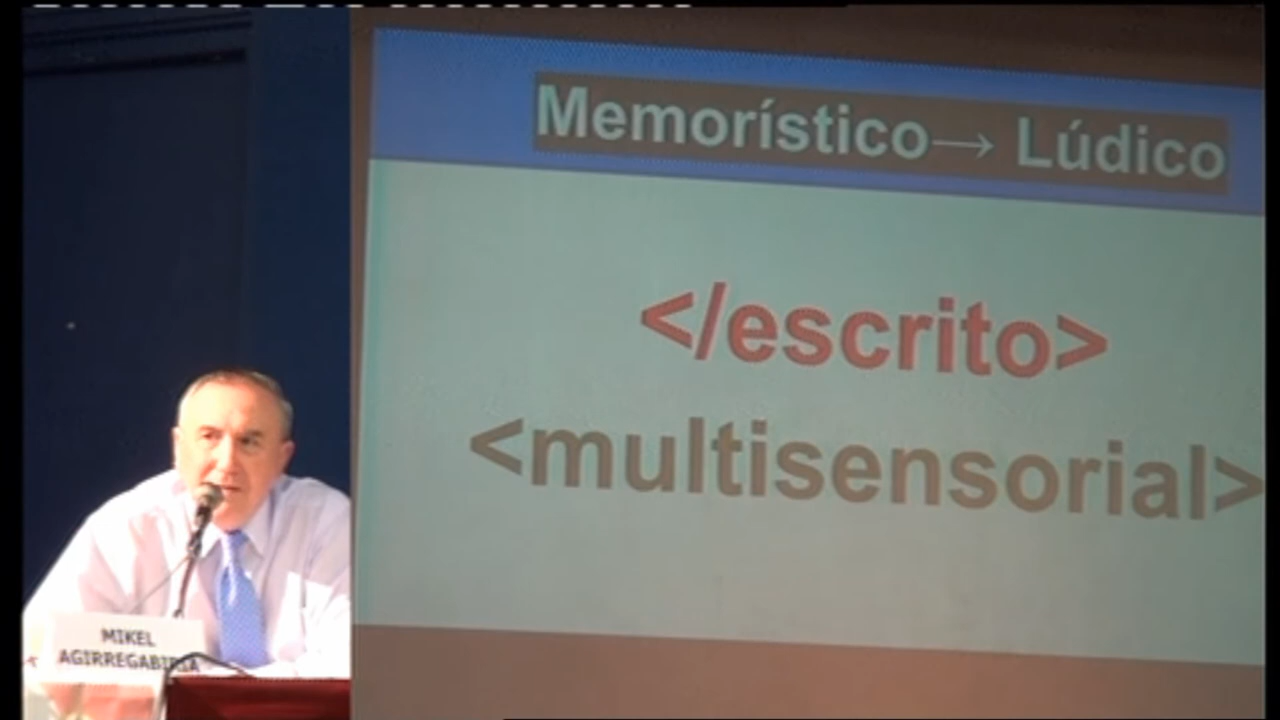 Memorístico→ Lúdico
</escrito>
<multisensorial>
MIKEL
AGIRREGABIRIA